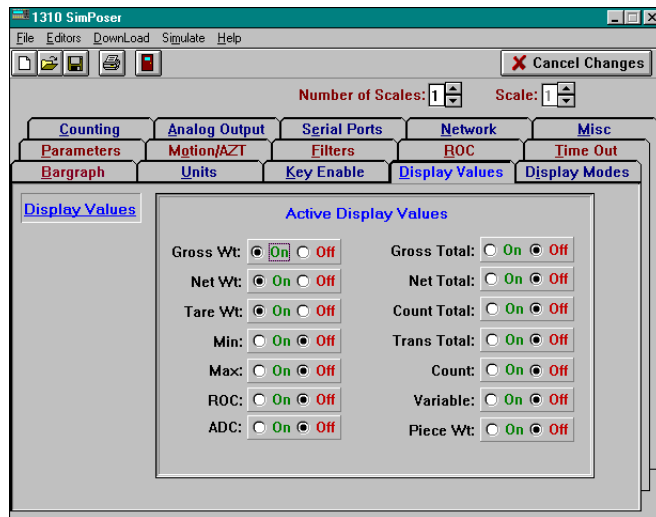 1310 SimPoser
File Editors DownLoad Simulate Help
Cancel Changes
Number of Scales: 1 Scale: 1
Counting Analog Output Serial Ports Network Misc
Parameters Motion/AZT Filters ROC Time Out
Bargraph Units Key Enable Display Values Display Modes
Display Values
Active Display Values
Gross Wt: On Off Gross Total: On Off
Net Wt: On Off Net Total: On Off
Tare Wt: On Off Count Total: On Off
Min: On Off Trans Total: On Off
Max: On Off Count: On Off
ROC: On Off Variable: On Off
ADC: On Off Piece Wt: On Off